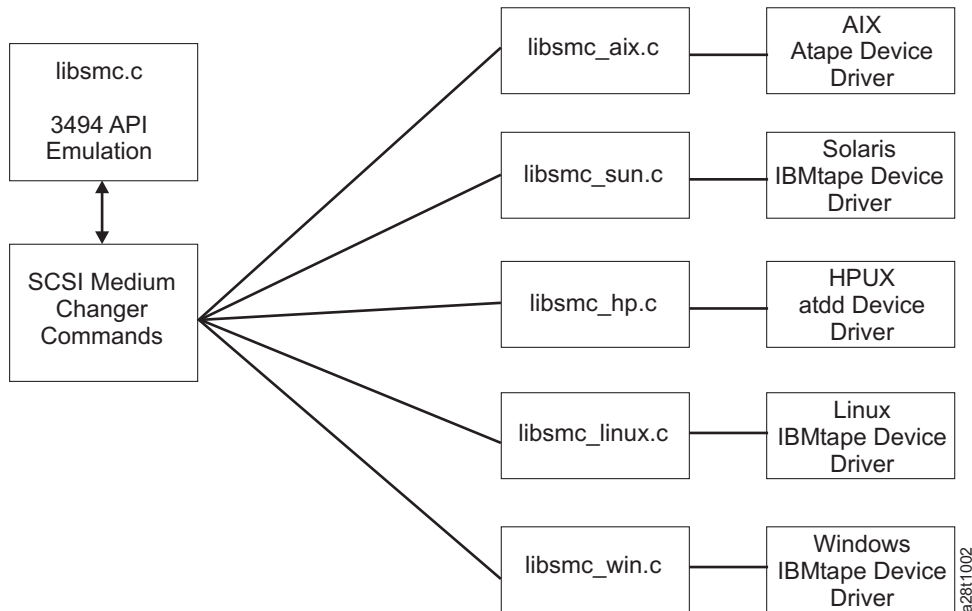 libsmc.c
3494 API
Emulation
SCSI Medium
Changer
Commands
libsmc_aix.c
AIX
Atape Device
Driver
libsmc_sun.c
Solaris
IBMtape Device
Driver
libsmc_hp.c
HPUX
atdd Device
Driver
libsmc_linux.c
Linux
IBMtape Device
Driver
libsmc_win.c
Windows
IBMtape Device
Driver
a28t1002